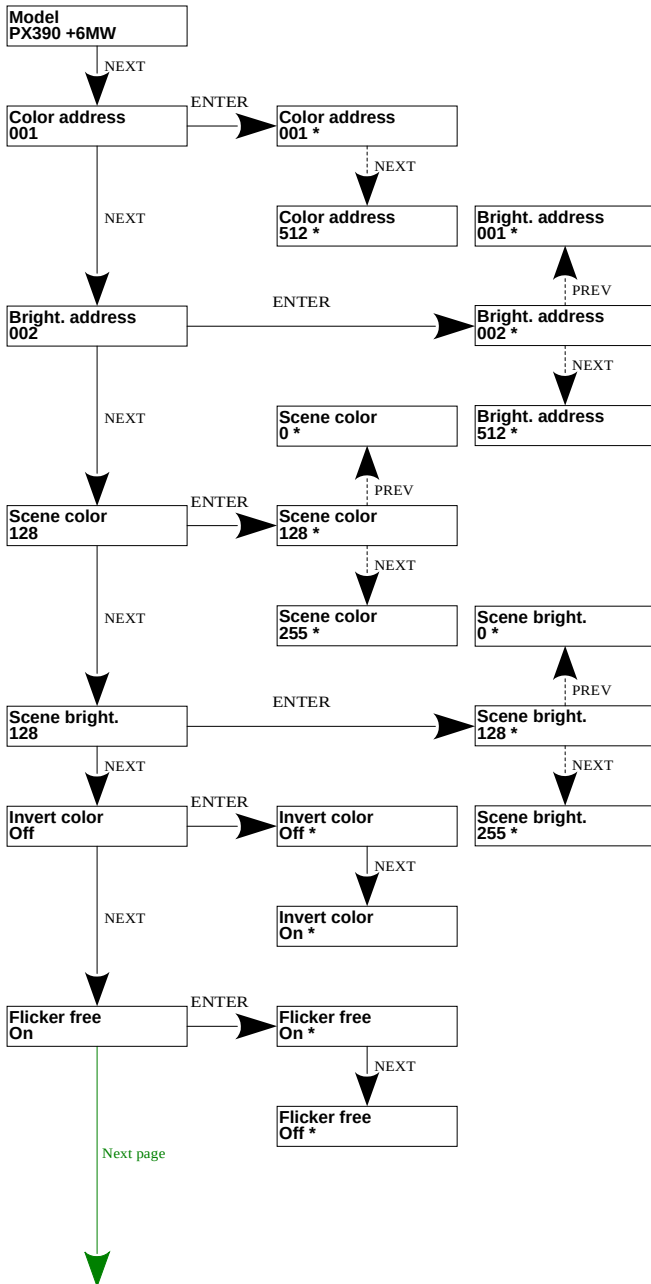 Model
PX390 +6MW
NEXT
Color address
001
ENTER
Color address
001 *
NEXT
Color address
512 *
NEXT
Bright. address
001 *
PREV
Bright. address
002
ENTER
Bright. address
002 *
NEXT
Bright. address
512 *
NEXT
Scene color
0 *
PREV
Scene color
128
ENTER
Scene color
128 *
NEXT
Scene color
255 *
NEXT
Scene bright.
0 *
PREV
Scene bright.
128
ENTER
Scene bright.
128 *
NEXT
Scene bright.
255 *
NEXT
Invert color
Off
ENTER
Invert color
Off *
NEXT
Invert color
On *
NEXT
Flicker free
On
ENTER
Flicker free
On *
NEXT
Flicker free
Off *
Next page